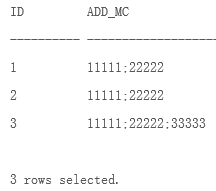 ID ADD_MC
---------- --------------------
1 11111;22222
2 11111;22222
3 11111;22222;33333
3 rows selected.